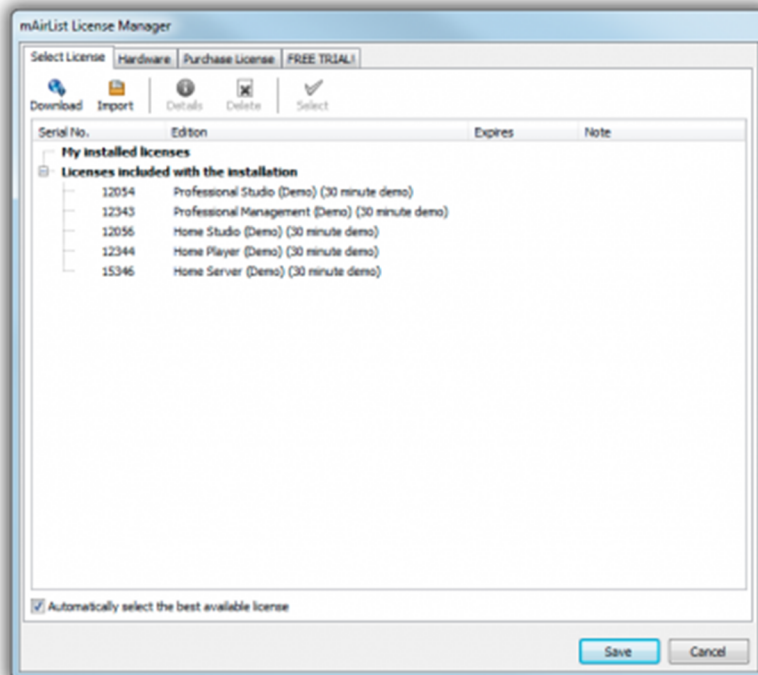 mAirList License Manager
Select License Hardware Purchase License FREE TRIAL!
Download Import Details Delete Select
Serial No. Edition Expires Note
My installed licenses
Licenses included with the installation
12054 Professional Studio (Demo) (30 minute demo)
12343 Professional Management (Demo) (30 minute demo)
12056 Home Studio (Demo) (30 minute demo)
12344 Home Player (Demo) (30 minute demo)
15346 Home Server (Demo) (30 minute demo)
Automatically select the best available license
Save Cancel